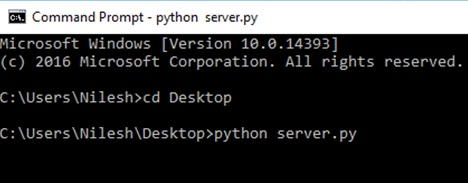 Command Prompt - python  server.py
Microsoft Windows [Version 10.0.14393]
(c) 2016 Microsoft Corporation. All rights reserved.
C:\Users\Nilesh>cd Desktop
C:\Users\Nilesh\Desktop>python server.py